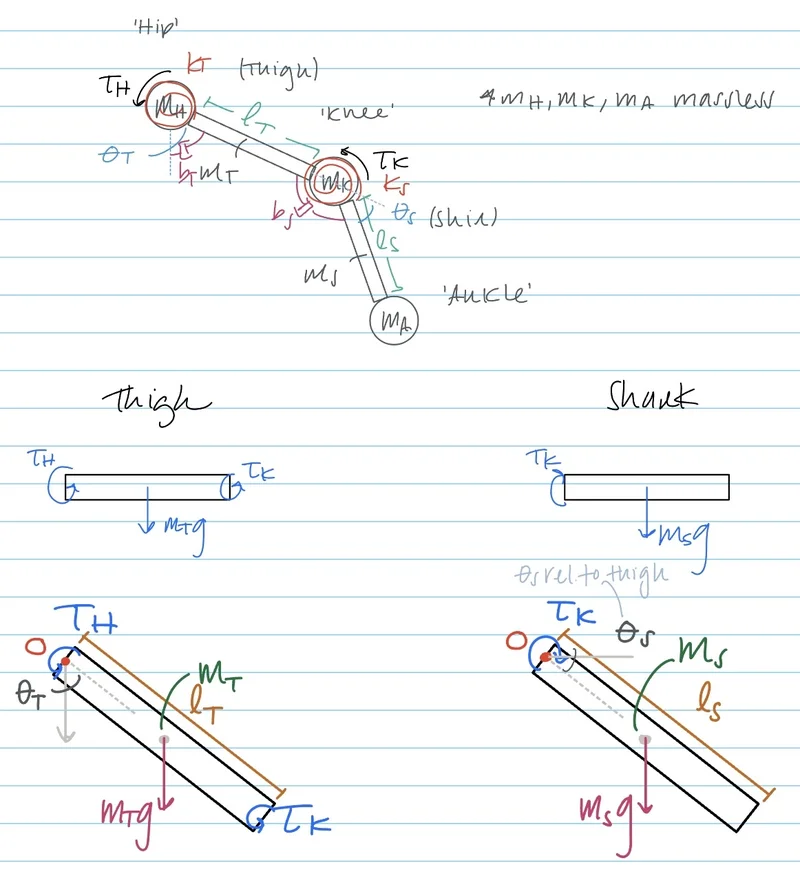 'Hip'
τH
kT
(Thigh)
mH
lT
'Knee'
* mH, mK, mA massless
θT
bT
mT
mK
τK
ks
bs
θs (shin)
ls
ms
'Ankle'
mA
Thigh
Shank
τH
τK
τK
mTg
msg
θs rel. to thigh
τH
τK
O
O
θs
mT
ms
θT
lT
ls
mTg
msg
τK